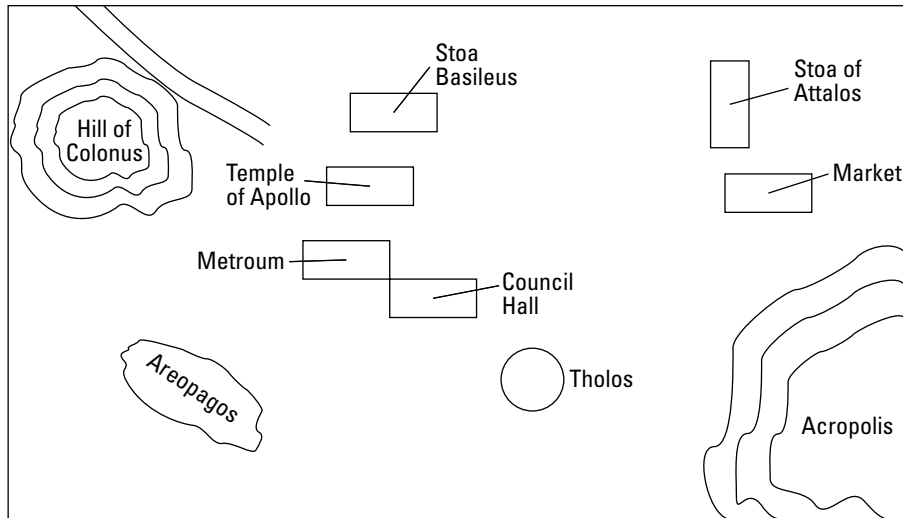 Stoa
Basileus
Stoa of
Attalos
Hill of
Colonus
Temple
of Apollo
Market
Metroum
Council
Hall
Areopagos
Tholos
Acropolis